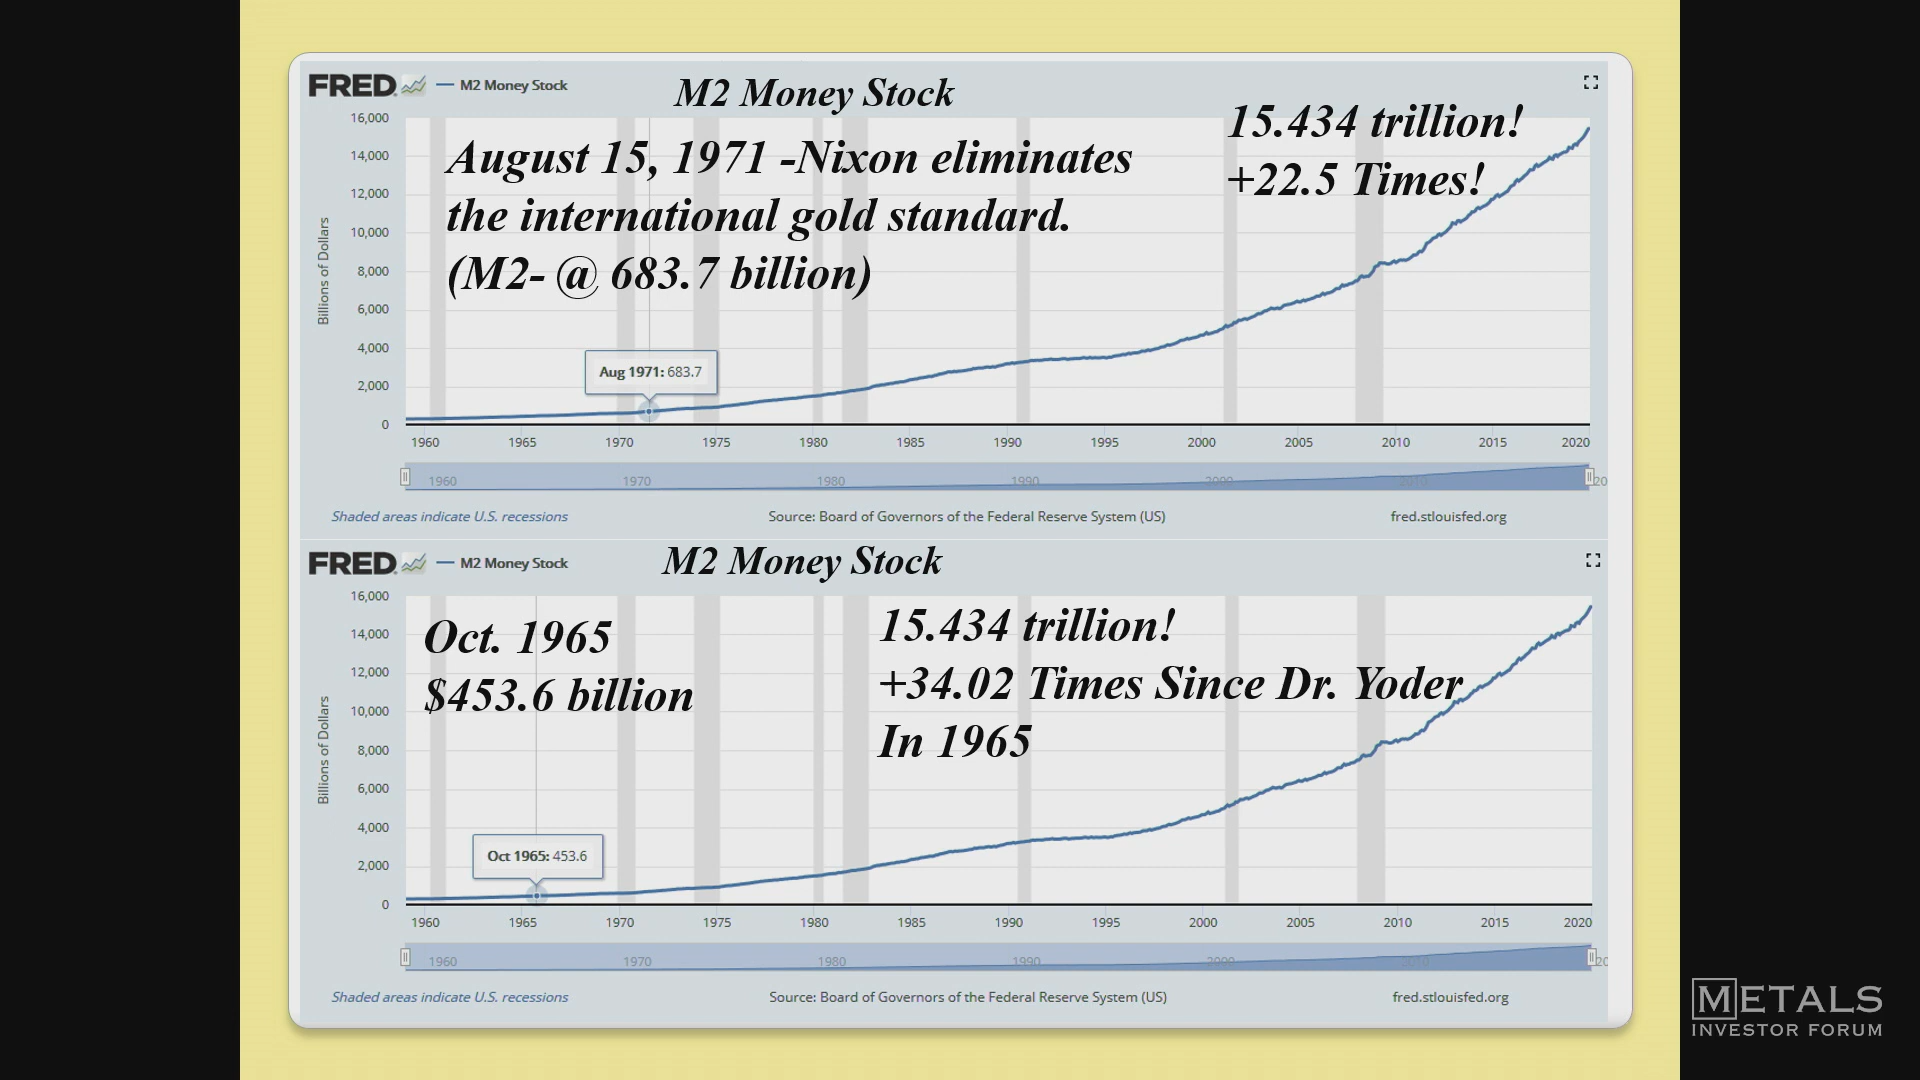 FRED
M2 Money Stock
M2 Money Stock
15.434 trillion!
+22.5 Times!
August 15, 1971 -Nixon eliminates
the international gold standard.
(M2- @ 683.7 billion)
Billions of Dollars
16,000
14,000
12,000
10,000
8,000
6,000
4,000
2,000
0
Aug 1971: 683.7
1960 1965 1970 1975 1980 1985 1990 1995 2000 2005 2010 2015 2020
1960 1970 1980 1990 2000 2010 20
Shaded areas indicate U.S. recessions
Source: Board of Governors of the Federal Reserve System (US)
fred.stlouisfed.org
FRED
M2 Money Stock
M2 Money Stock
Oct. 1965
$453.6 billion
15.434 trillion!
+34.02 Times Since Dr. Yoder
In 1965
Billions of Dollars
16,000
14,000
12,000
10,000
8,000
6,000
4,000
2,000
0
Oct 1965: 453.6
1960 1965 1970 1975 1980 1985 1990 1995 2000 2005 2010 2015 2020
1960 1970 1980 1990 2000 2010 20
Shaded areas indicate U.S. recessions
Source: Board of Governors of the Federal Reserve System (US)
fred.stlouisfed.org
METALS
INVESTOR FORUM